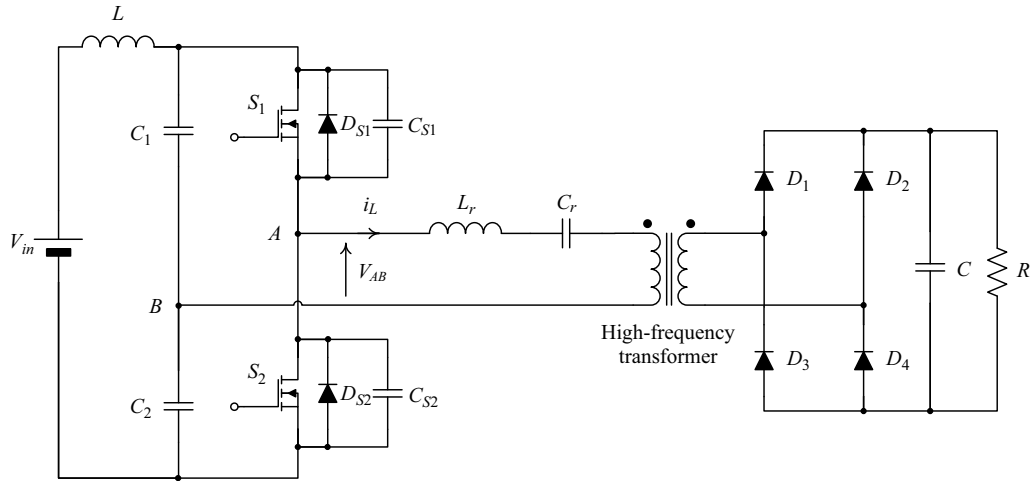 L
S1
C1
DS1
CS1
iL
Lr
Cr
A
Vin
VAB
B
D1
D2
C
R
High-frequency
transformer
S2
C2
DS2
CS2
D3
D4